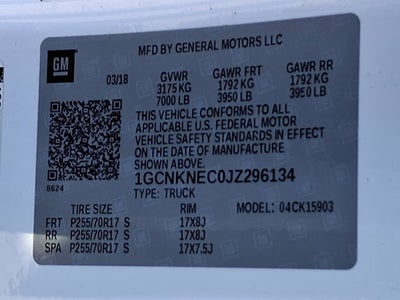 MFD BY GENERAL MOTORS LLC
GM
03/18 GVWR GAWR FRT GAWR RR
3175 KG 1792 KG 1792 KG
7000 LB 3950 LB 3950 LB
THIS VEHICLE CONFORMS TO ALL
APPLICABLE U.S. FEDERAL MOTOR
VEHICLE SAFETY STANDARDS IN EFFECT
ON THE DATE OF MANUFACTURE
SHOWN ABOVE.
8624 1GCNKNEC0JZ296134
TYPE: TRUCK
TIRE SIZE RIM MODEL: 04CK15903
FRT P255/70R17 S 17X8J
RR P255/70R17 S 17X8J
SPA P255/70R17 S 17X7.5J